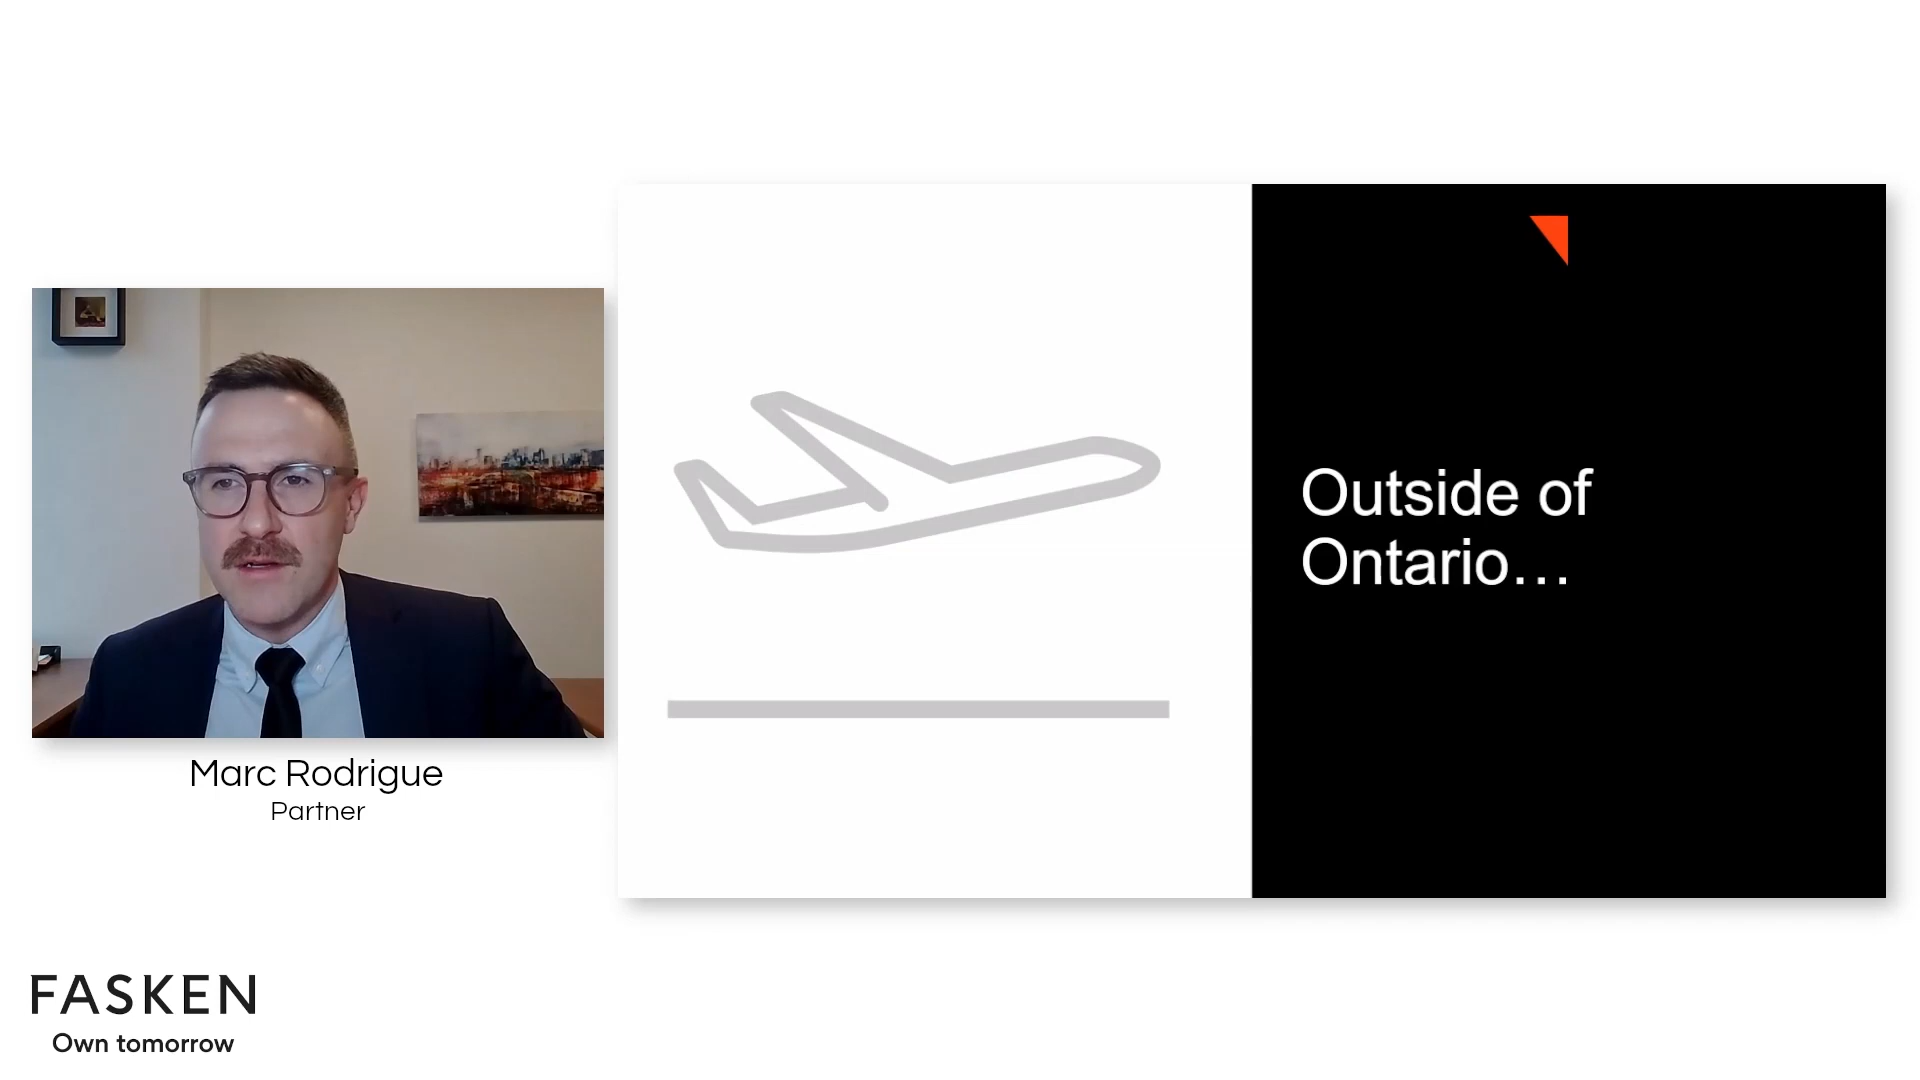 Outside of
Ontario…
Marc Rodrigue
Partner
FASKEN
Own tomorrow